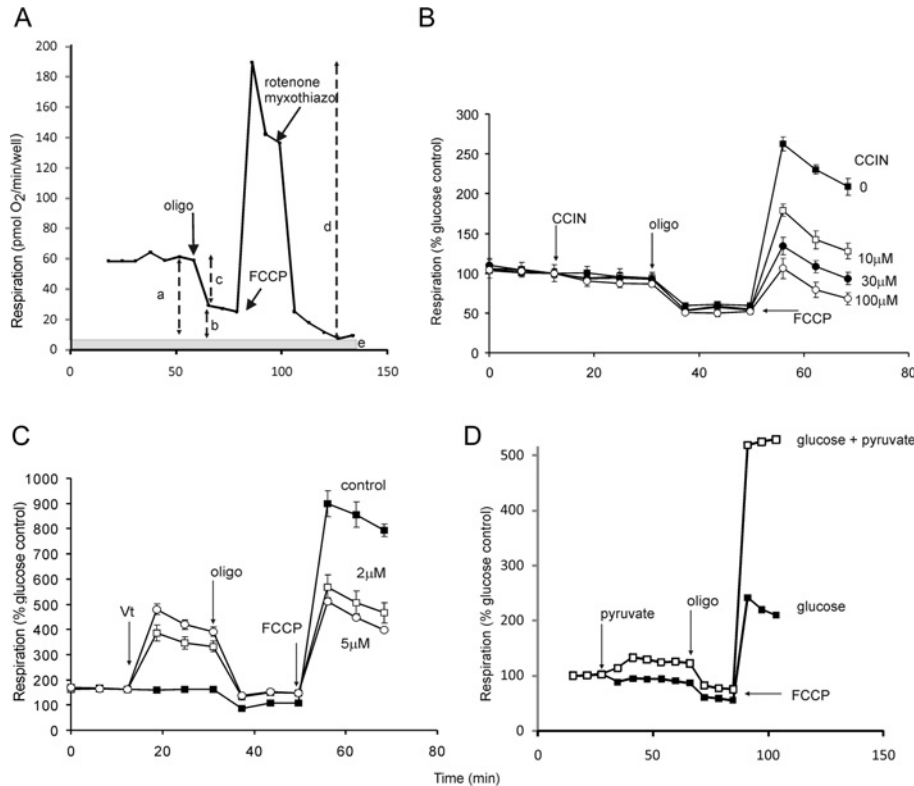 A
Respiration (pmol O2/min/well)
200
180
160
140
120
100
80
60
40
20
0
0
50
100
150
oligo
a
c
b
FCCP
rotenone
myxothiazol
d
e
B
Respiration (% glucose control)
300
250
200
150
100
50
0
0
20
40
60
80
CCIN
oligo
FCCP
CCIN
0
10µM
30µM
100µM
C
Respiration (% glucose control)
1000
900
800
700
600
500
400
300
200
100
0
0
20
40
60
80
Vt
oligo
FCCP
control
2µM
5µM
D
Respiration (% glucose control)
500
400
300
200
100
0
0
50
100
150
pyruvate
oligo
FCCP
glucose + pyruvate
glucose
Time (min)